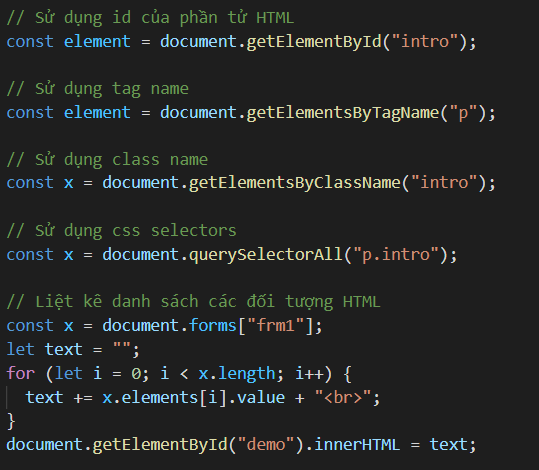 // Sử dụng id của phần tử HTML
const element = document.getElementById("intro");
// Sử dụng tag name
const element = document.getElementsByTagName("p");
// Sử dụng class name
const x = document.getElementsByClassName("intro");
// Sử dụng css selectors
const x = document.querySelectorAll("p.intro");
// Liệt kê danh sách các đối tượng HTML
const x = document.forms["frm1"];
let text = "";
for (let i = 0; i < x.length; i++) {
  text += x.elements[i].value + "<br>";
}
document.getElementById("demo").innerHTML = text;